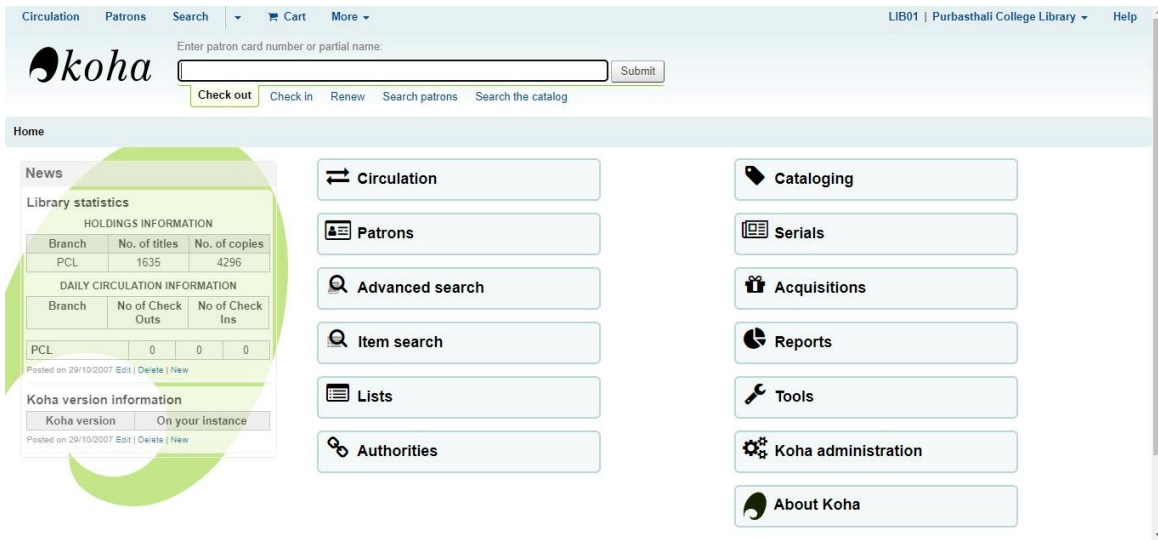 Circulation Patrons Search Cart More LIB01 | Purbasthali College Library Help
koha
Enter patron card number or partial name:
Submit
Check out Check in Renew Search patrons Search the catalog
Home
News
Library statistics
HOLDINGS INFORMATION
Branch No. of titles No. of copies
PCL 1635 4296
DAILY CIRCULATION INFORMATION
Branch No of Check Outs No of Check Ins
PCL 0 0 0
Posted on 29/10/2007 Edit | Delete | New
Koha version information
Koha version On your instance
Posted on 29/10/2007 Edit | Delete | New
Circulation
Patrons
Advanced search
Item search
Lists
Authorities
Cataloging
Serials
Acquisitions
Reports
Tools
Koha administration
About Koha